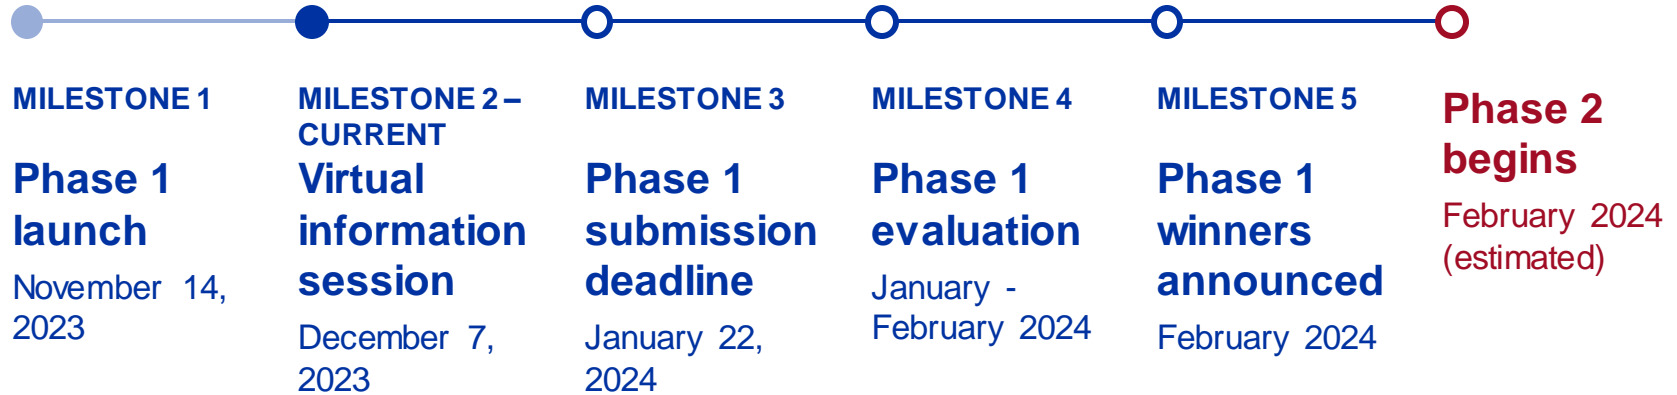 MILESTONE 1
Phase 1
launch
November 14,
2023
MILESTONE 2 –
CURRENT
Virtual
information
session
December 7,
2023
MILESTONE 3
Phase 1
submission
deadline
January 22,
2024
MILESTONE 4
Phase 1
evaluation
January -
February 2024
MILESTONE 5
Phase 1
winners
announced
February 2024
Phase 2
begins
February 2024
(estimated)